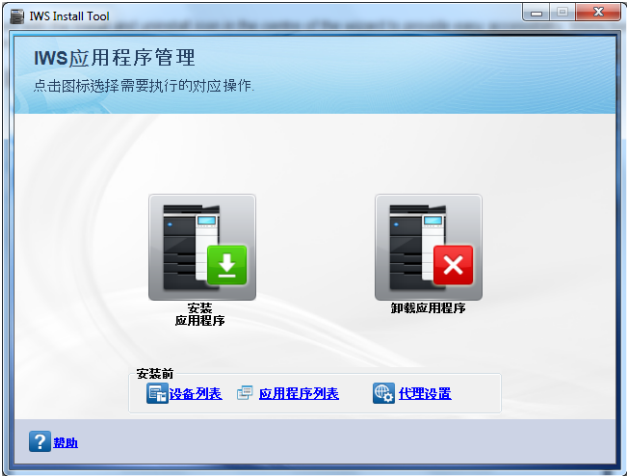 IWS Install Tool
IWS应用程序管理
点击图标选择需要执行的对应操作.
安装
应用程序
卸载应用程序
安装前
设备列表 应用程序列表 代理设置
帮助